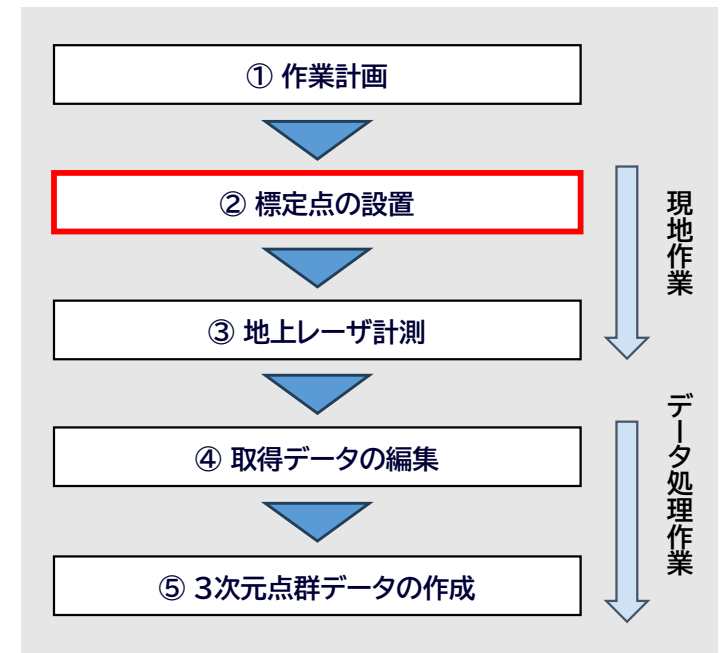 ① 作業計画
② 標定点の設置
現地作業
③ 地上レーザ計測
④ 取得データの編集
データ処理作業
⑤ 3次元点群データの作成